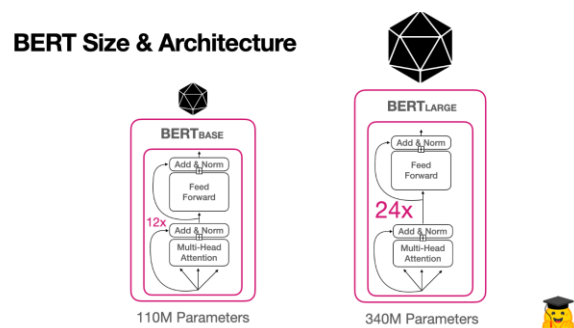 BERT Size & Architecture
BERTBASE
Add & Norm
Feed
Forward
12x
Add & Norm
Multi-Head
Attention
110M Parameters
BERTLARGE
Add & Norm
Feed
Forward
24x
Add & Norm
Multi-Head
Attention
340M Parameters